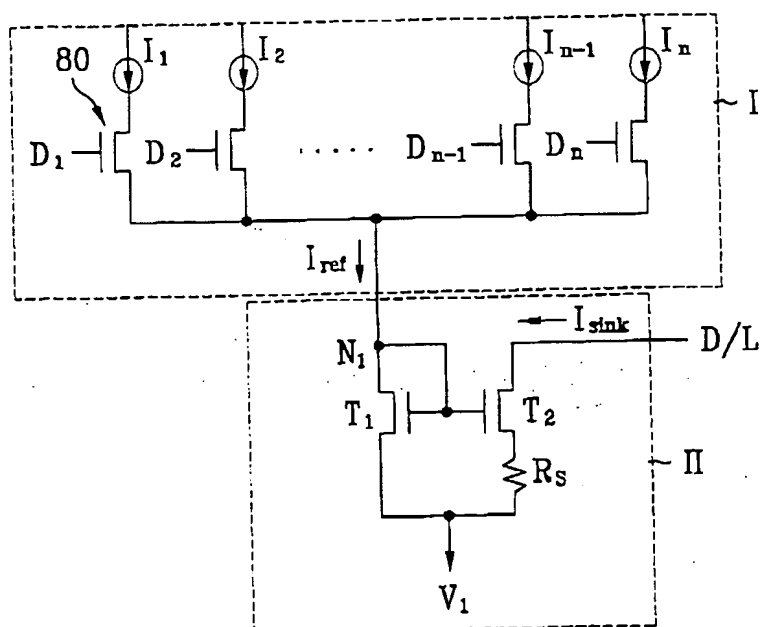 80 I1 I2 In-1 In
I
D1 D2 ..... Dn-1 Dn
Iref
Isink
N1 D/L
T1 T2
RS II
V1